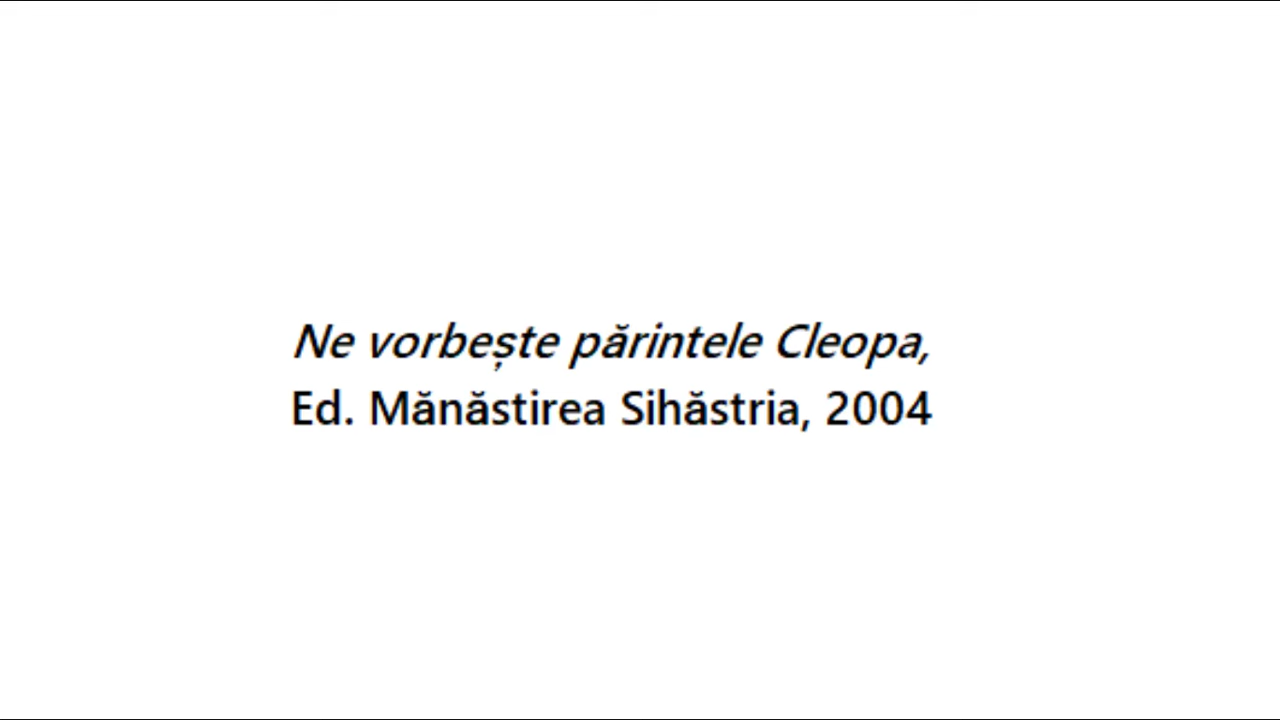 Ne vorbește părintele Cleopa,
Ed. Mănăstirea Sihăstria, 2004